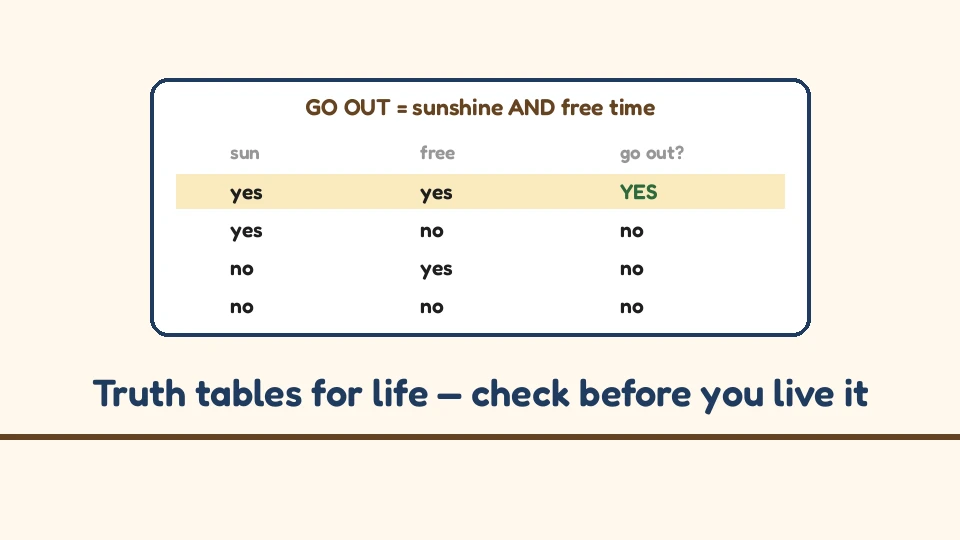 GO OUT = sunshine AND free time
sun free go out?
yes yes YES
yes no no
no yes no
no no no
Truth tables for life — check before you live it